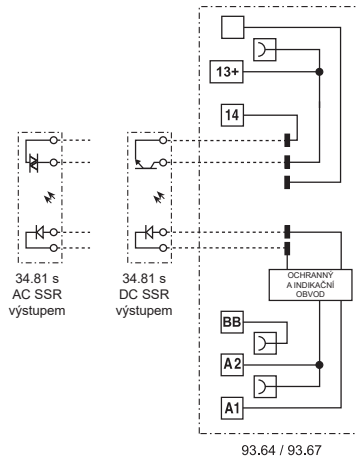 13+
14
34.81 s
AC SSR
výstupem
34.81 s
DC SSR
výstupem
OCHRANNÝ
A INDIKAČNÍ
OBVOD
BB
A2
A1
93.64 / 93.67